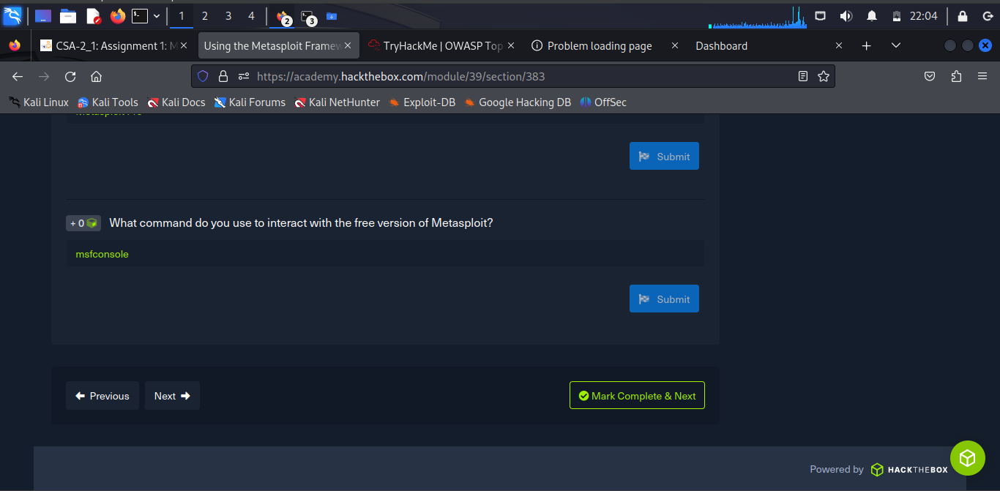 1 2 3 4 2 3 22:04
CSA-2_1: Assignment 1: M Using the Metasploit Framew TryHackMe | OWASP Top Problem loading page Dashboard
https://academy.hackthebox.com/module/39/section/383
Kali Linux Kali Tools Kali Docs Kali Forums Kali NetHunter Exploit-DB Google Hacking DB OffSec
Submit
+ 0 What command do you use to interact with the free version of Metasploit?
msfconsole
Submit
Previous Next Mark Complete & Next
Powered by HACKTHEBOX